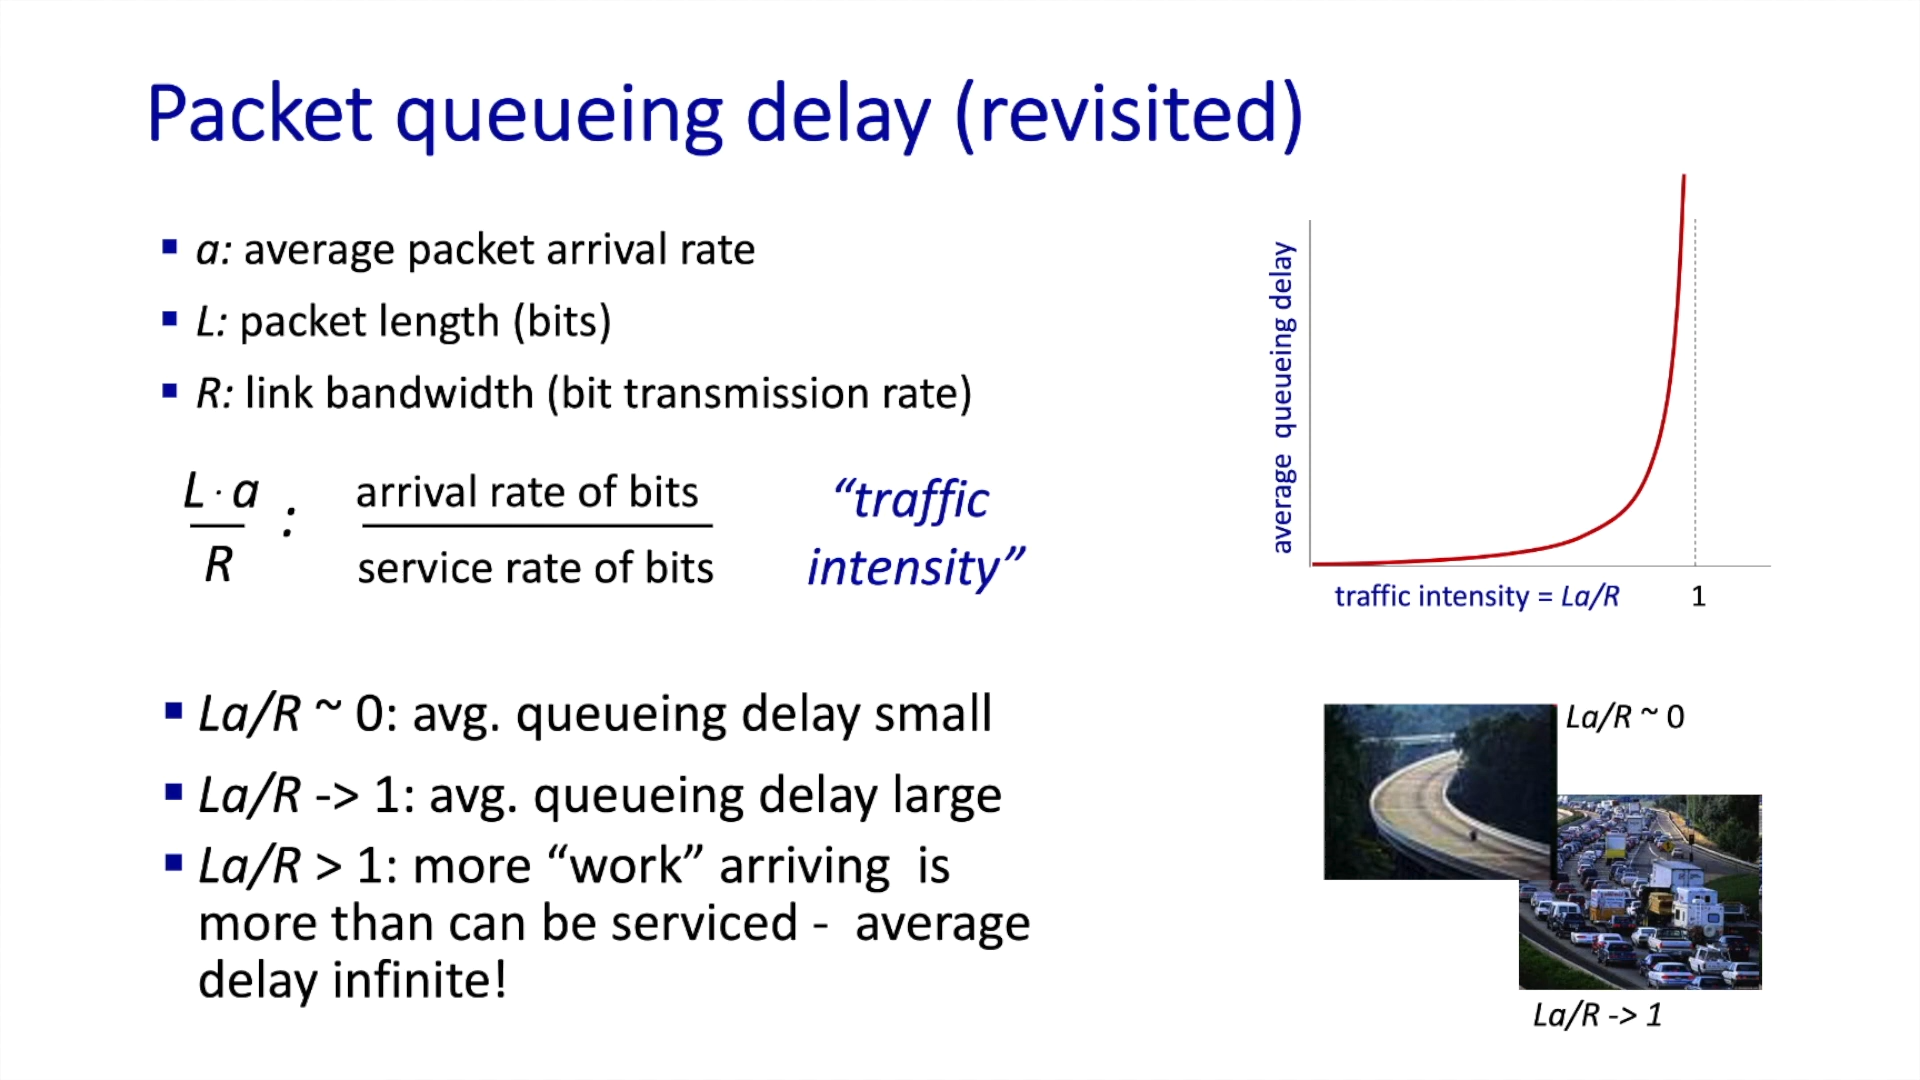 Packet queueing delay (revisited)
▪ a: average packet arrival rate
▪ L: packet length (bits)
▪ R: link bandwidth (bit transmission rate)
L · a
R
:
arrival rate of bits
service rate of bits
“traffic
intensity”
▪ La/R ~ 0: avg. queueing delay small
▪ La/R -> 1: avg. queueing delay large
▪ La/R > 1: more “work” arriving  is
more than can be serviced -  average
delay infinite!
average  queueing delay
traffic intensity = La/R
1
La/R ~ 0
La/R -> 1